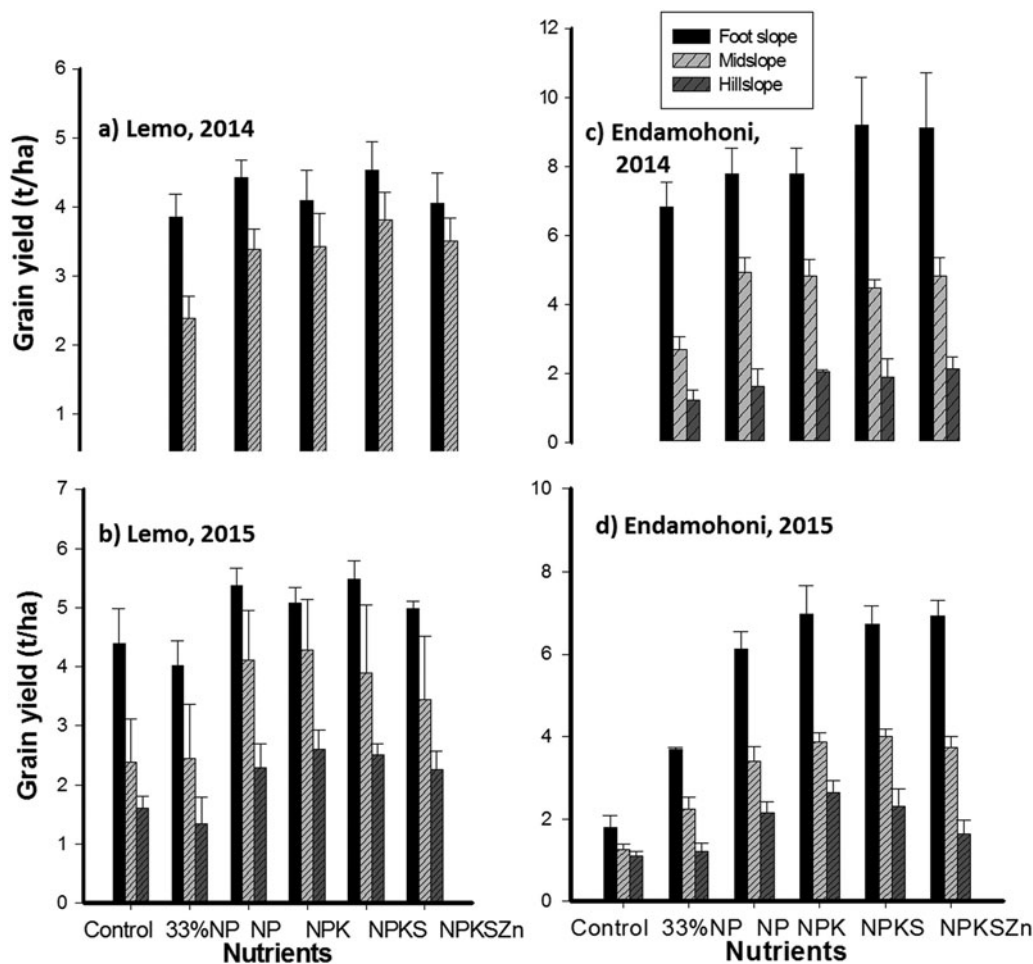 6
5
4
3
2
1
Grain yield (t/ha)
a) Lemo, 2014
12
10
8
6
4
2
0
Foot slope
Midslope
Hillslope
c) Endamohoni,
2014
7
6
5
4
3
2
1
0
Grain yield (t/ha)
b) Lemo, 2015
Control 33%NP NP NPK NPKS NPKSZn
Nutrients
10
8
6
4
2
0
d) Endamohoni, 2015
Control 33%NP NP NPK NPKS NPKSZn
Nutrients